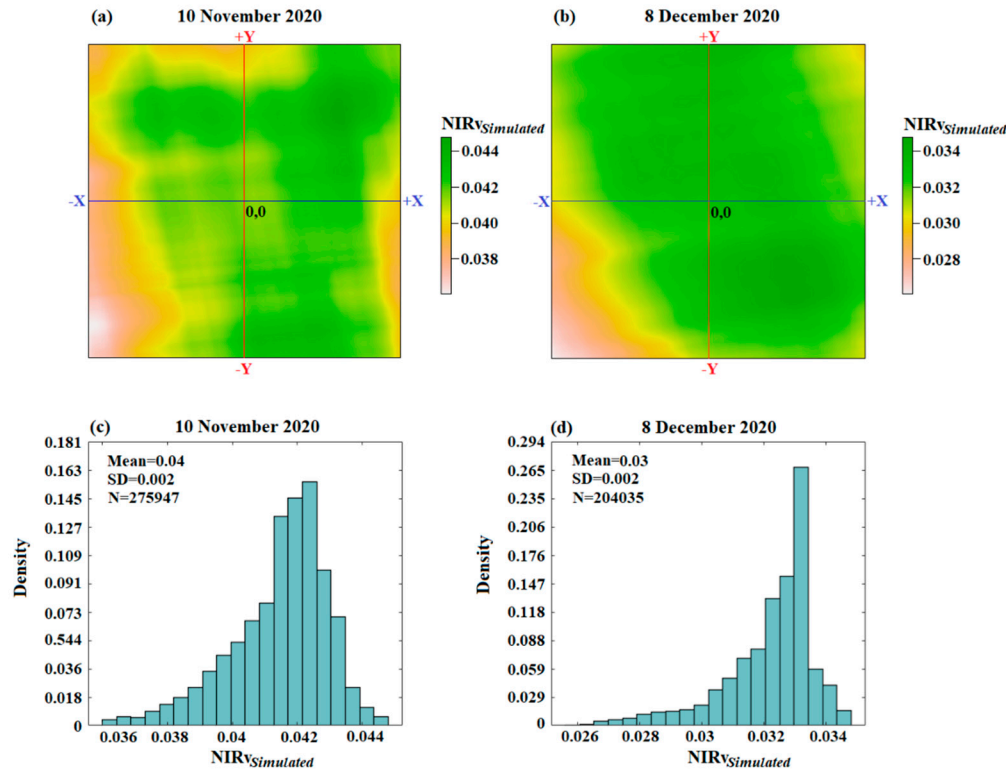 (a) 10 November 2020
+Y
-X
0,0
+X
-Y
NIRvSimulated
0.044
0.042
0.040
0.038
(b) 8 December 2020
+Y
-X
0,0
+X
-Y
NIRvSimulated
0.034
0.032
0.030
0.028
(c) 10 November 2020
Mean=0.04
SD=0.002
N=275947
Density
0.181
0.163
0.145
0.127
0.109
0.091
0.073
0.544
0.036
0.018
0
0.036 0.038 0.04 0.042 0.044
NIRvSimulated
(d) 8 December 2020
Mean=0.03
SD=0.002
N=204035
Density
0.294
0.265
0.235
0.206
0.176
0.147
0.118
0.088
0.059
0.029
0
0.026 0.028 0.03 0.032 0.034
NIRvSimulated